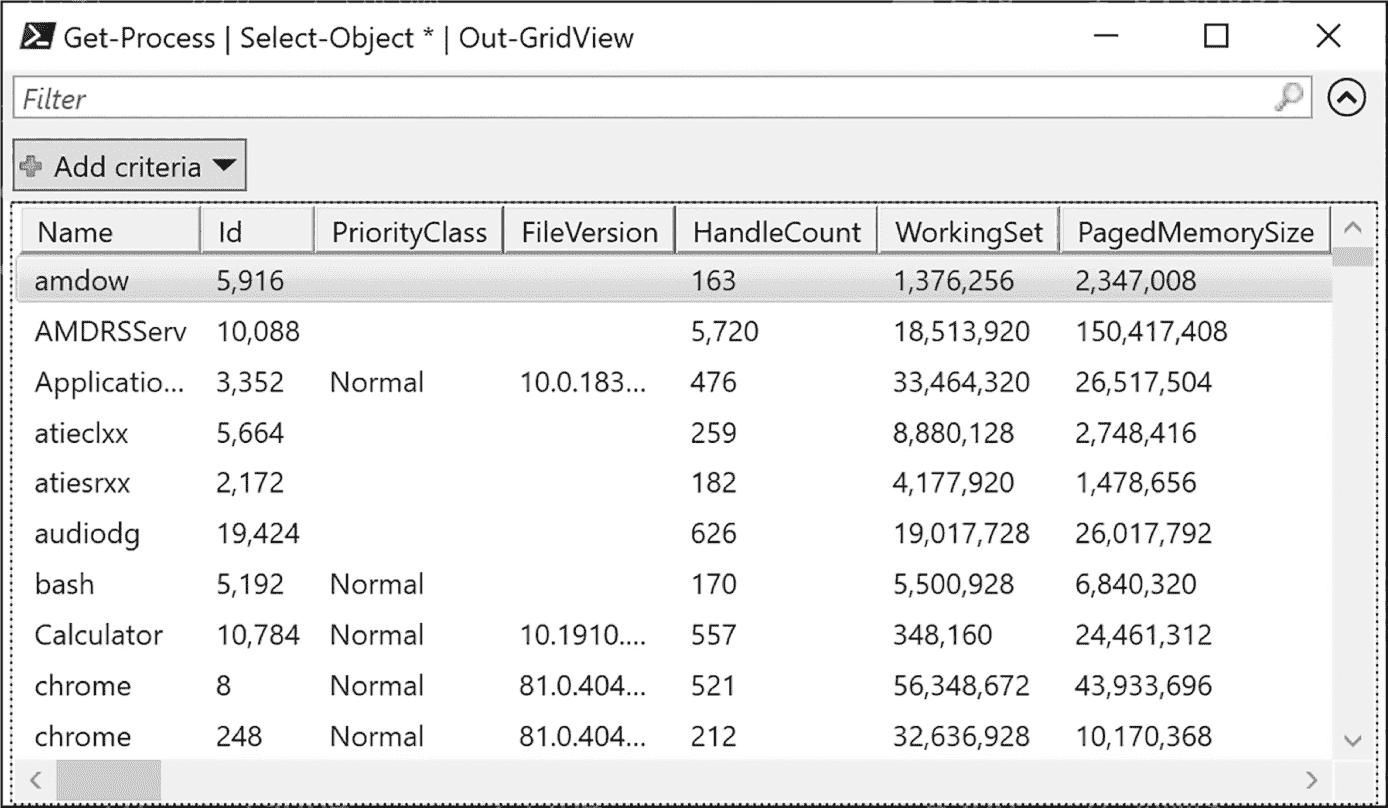 Get-Process | Select-Object * | Out-GridView
Filter
Add criteria
Name Id PriorityClass FileVersion HandleCount WorkingSet PagedMemorySize
amdow 5,916 163 1,376,256 2,347,008
AMDRSServ 10,088 5,720 18,513,920 150,417,408
Applicatio... 3,352 Normal 10.0.183... 476 33,464,320 26,517,504
atieclxx 5,664 259 8,880,128 2,748,416
atiesrxx 2,172 182 4,177,920 1,478,656
audiodg 19,424 626 19,017,728 26,017,792
bash 5,192 Normal 170 5,500,928 6,840,320
Calculator 10,784 Normal 10.1910.... 557 348,160 24,461,312
chrome 8 Normal 81.0.404... 521 56,348,672 43,933,696
chrome 248 Normal 81.0.404... 212 32,636,928 10,170,368